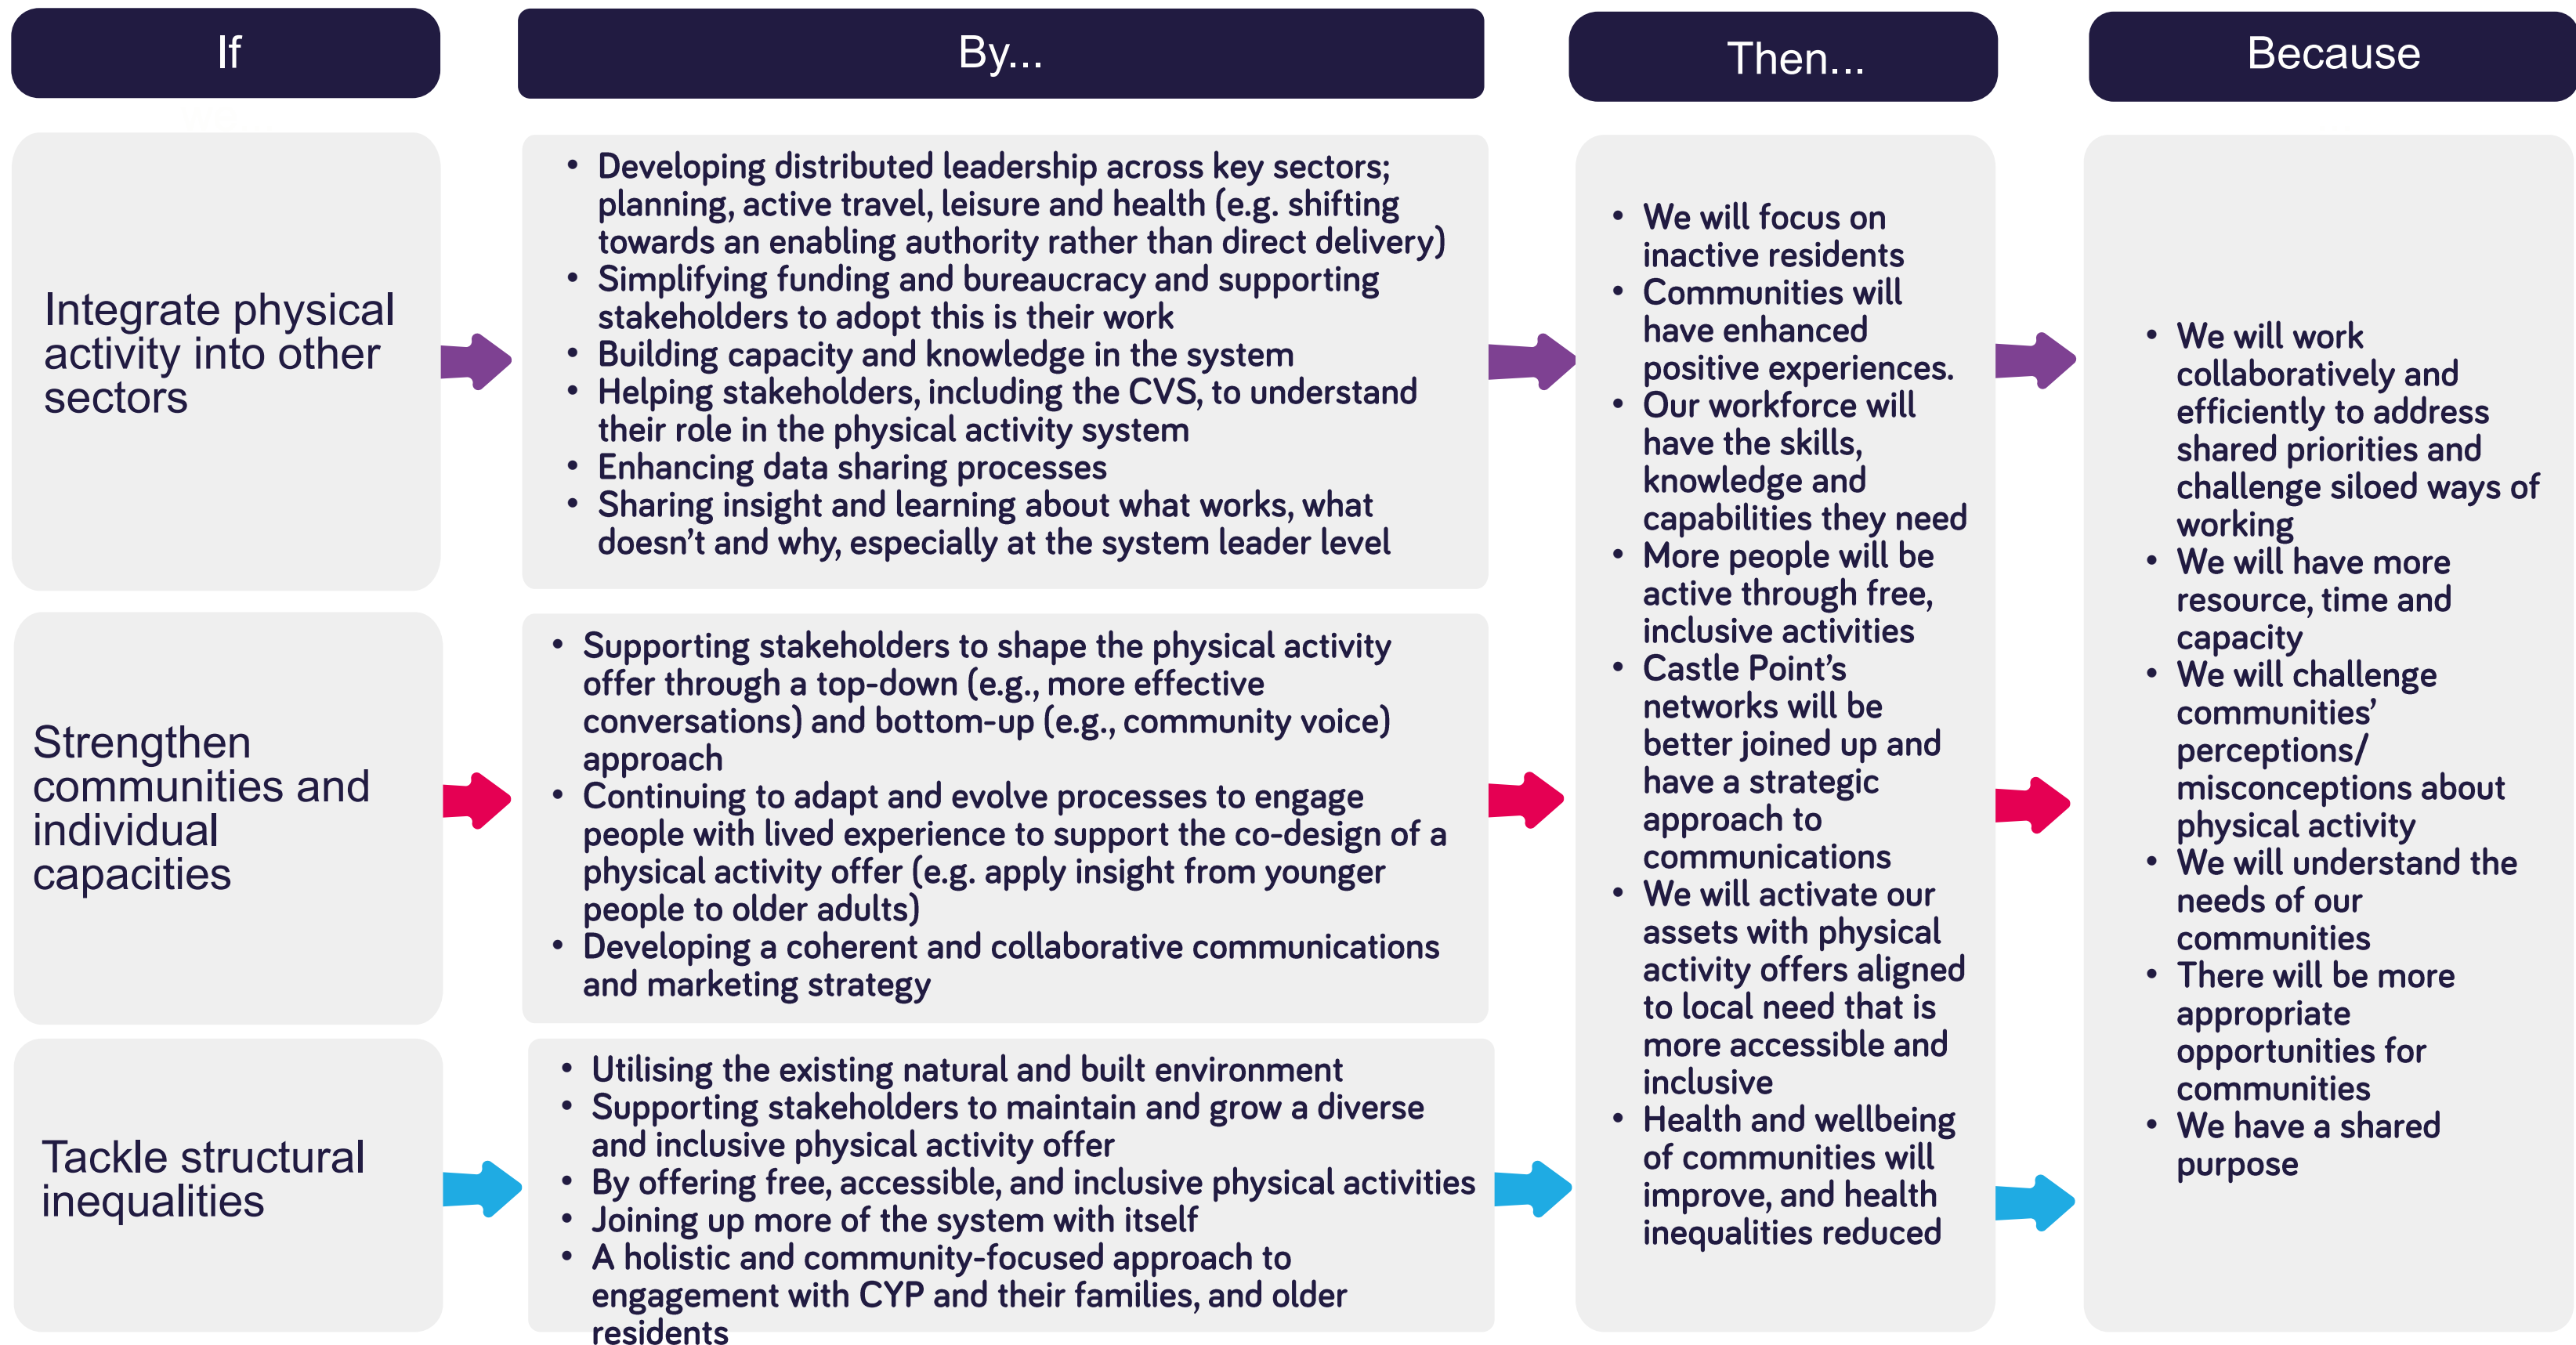 If
By...
Then...
Because
Integrate physical
activity into other
sectors
• Developing distributed leadership across key sectors;
planning, active travel, leisure and health (e.g. shifting
towards an enabling authority rather than direct delivery)
• Simplifying funding and bureaucracy and supporting
stakeholders to adopt this is their work
• Building capacity and knowledge in the system
• Helping stakeholders, including the CVS, to understand
their role in the physical activity system
• Enhancing data sharing processes
• Sharing insight and learning about what works, what
doesn't and why, especially at the system leader level
Strengthen
communities and
individual
capacities
• Supporting stakeholders to shape the physical activity
offer through a top-down (e.g., more effective
conversations) and bottom-up (e.g., community voice)
approach
• Continuing to adapt and evolve processes to engage
people with lived experience to support the co-design of a
physical activity offer (e.g. apply insight from younger
people to older adults)
• Developing a coherent and collaborative communications
and marketing strategy
Tackle structural
inequalities
• Utilising the existing natural and built environment
• Supporting stakeholders to maintain and grow a diverse
and inclusive physical activity offer
• By offering free, accessible, and inclusive physical activities
• Joining up more of the system with itself
• A holistic and community-focused approach to
engagement with CYP and their families, and older
residents
• We will focus on
inactive residents
• Communities will
have enhanced
positive experiences.
• Our workforce will
have the skills,
knowledge and
capabilities they need
• More people will be
active through free,
inclusive activities
• Castle Point's
networks will be
better joined up and
have a strategic
approach to
communications
• We will activate our
assets with physical
activity offers aligned
to local need that is
more accessible and
inclusive
• Health and wellbeing
of communities will
improve, and health
inequalities reduced
• We will work
collaboratively and
efficiently to address
shared priorities and
challenge siloed ways of
working
• We will have more
resource, time and
capacity
• We will challenge
communities'
perceptions/
misconceptions about
physical activity
• We will understand the
needs of our
communities
• There will be more
appropriate
opportunities for
communities
• We have a shared
purpose